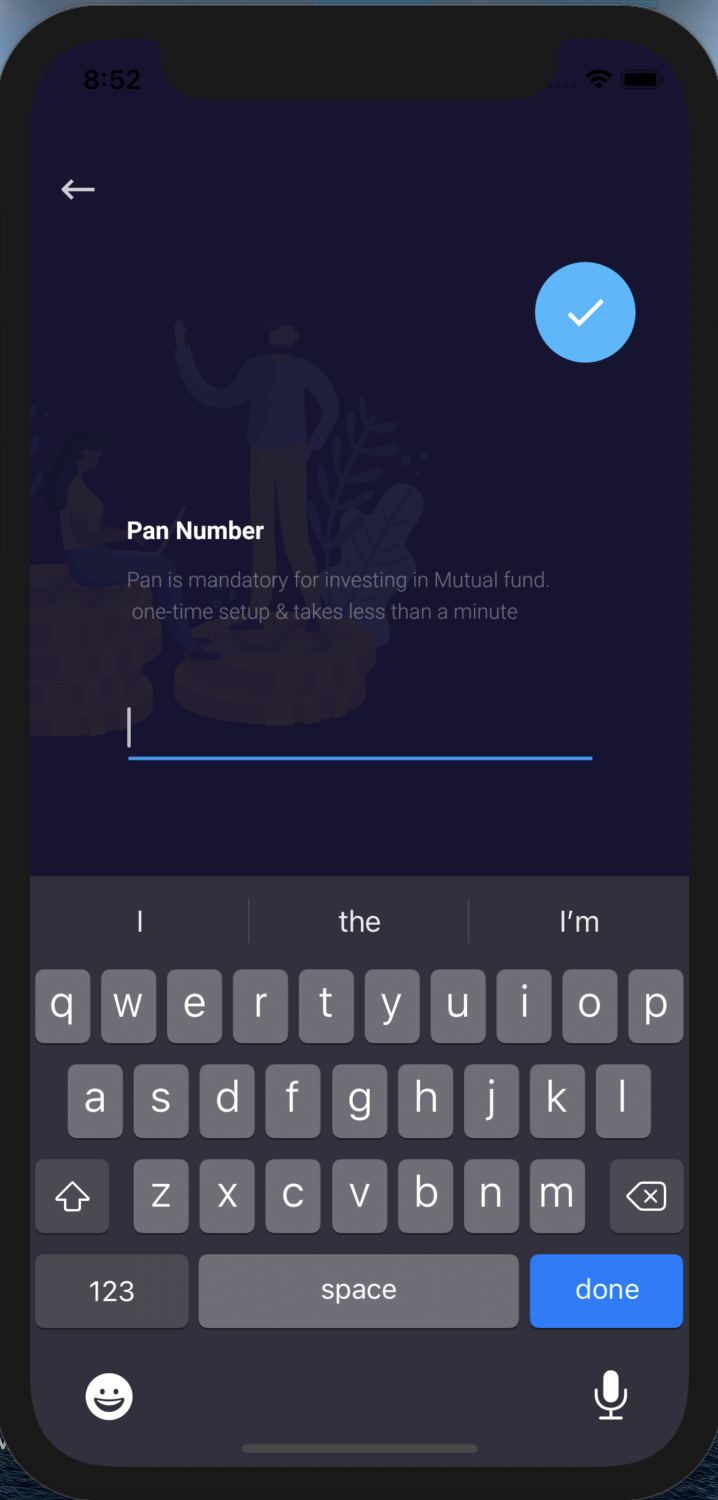 8:52
Pan Number
Pan is mandatory for investing in Mutual fund.
one-time setup & takes less than a minute
I the I’m
q w e r t y u i o p
a s d f g h j k l
z x c v b n m
123 space done